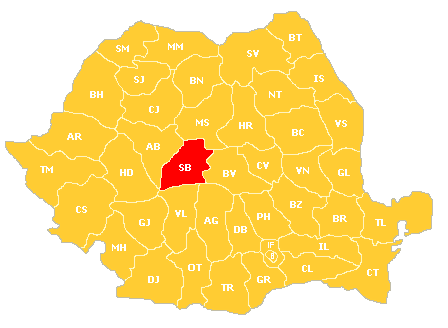 BT
SM
MM
SV
SJ
BN
IS
BH
CJ
NT
MS
HR
BC
VS
AR
AB
TM
HD
SB
BV
CV
VN
GL
CS
GJ
VL
AG
DB
PH
BZ
BR
TL
MH
IF
IL
DJ
OT
TR
GR
CL
CT